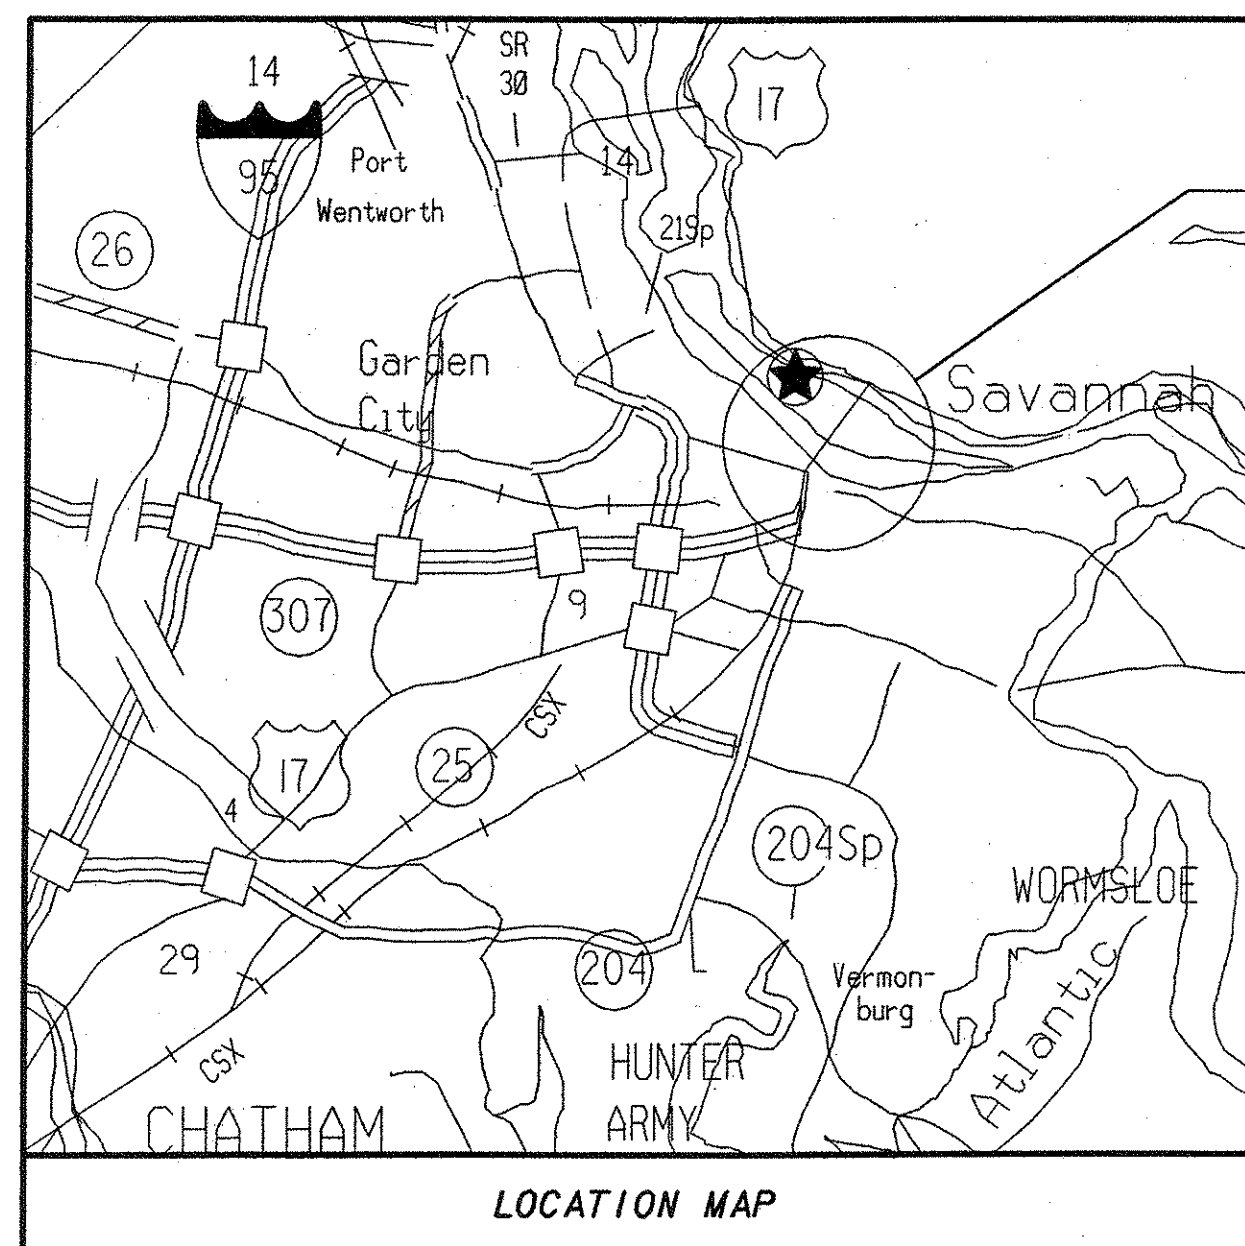 SR
30
14
17
95
Port
Wentworth
14
219p
26
Garden
City
Savannah
307
9
CSX
17
25
4
204Sp
WORMSLOE
29
204
Vermon-
burg
Atlantic
CSX
HUNTER
ARMY
CHATHAM
LOCATION MAP